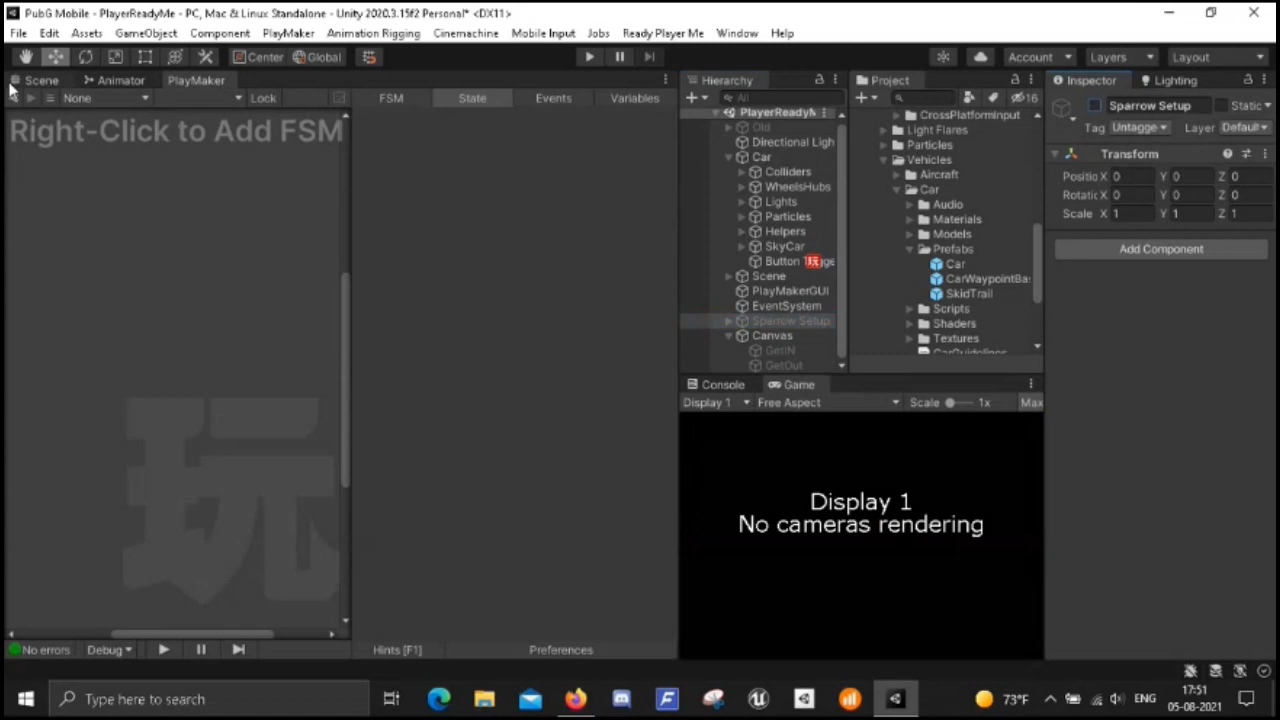 PubG Mobile - PlayerReadyMe - PC, Mac & Linux Standalone - Unity 2020.3.15f2 Personal* <DX11>
File Edit Assets GameObject Component PlayMaker Animation Rigging Cinemachine Mobile Input Jobs Ready Player Me Window Help
Center Global Account Layers Layout
Scene Animator PlayMaker Hierarchy Project Inspector Lighting
None Lock FSM State Events Variables All 16 Sparrow Setup Static
Right-Click to Add FSM
PlayerReadyM
Old
Directional Ligh
Car
Colliders
WheelsHubs
Lights
Particles
Helpers
SkyCar
Button
Scene
PlayMakerGUI
EventSystem
Sparrow Setup
Canvas
GetIN
GetOut
CrossPlatformInput
Light Flares
Particles
Vehicles
Aircraft
Car
Audio
Materials
Models
Prefabs
Car
CarWaypointBa
SkidTrail
Scripts
Shaders
Textures
CarGuidelines
Tag Untagge Layer Default
Transform
Positio X 0 Y 0 Z 0
Rotatic X 0 Y 0 Z 0
Scale X 1 Y 1 Z 1
Add Component
Console Game
Display 1 Free Aspect Scale 1x Max
Display 1
No cameras rendering
玩
No errors Debug Hints [F1] Preferences
Type here to search 73°F ENG 17:51
05-08-2021